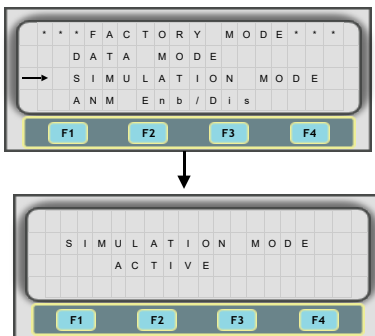 * * * FACTORY MODE * * *
DATA MODE
SIMULATION MODE
ANM Enb/Dis
F1 F2 F3 F4
SIMULATION MODE
ACTIVE
F1 F2 F3 F4